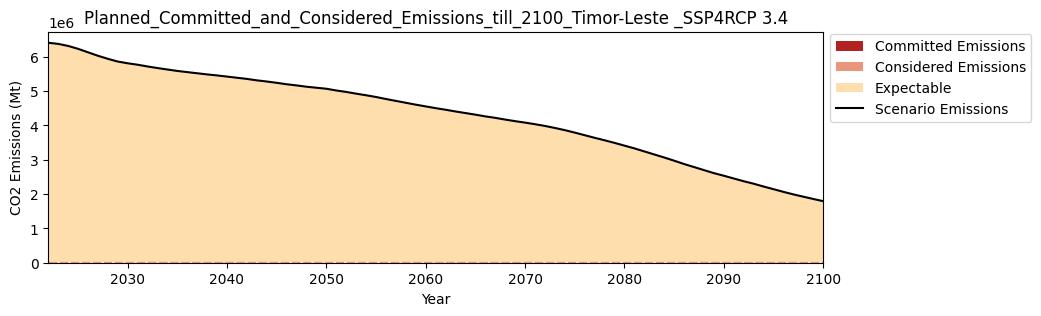 Planned_Committed_and_Considered_Emissions_till_2100_Timor-Leste _SSP4RCP 3.4
1e6
6
5
4
3
2
1
0
CO2 Emissions (Mt)
2030 2040 2050 2060 2070 2080 2090 2100
Year
Committed Emissions
Considered Emissions
Expectable
Scenario Emissions